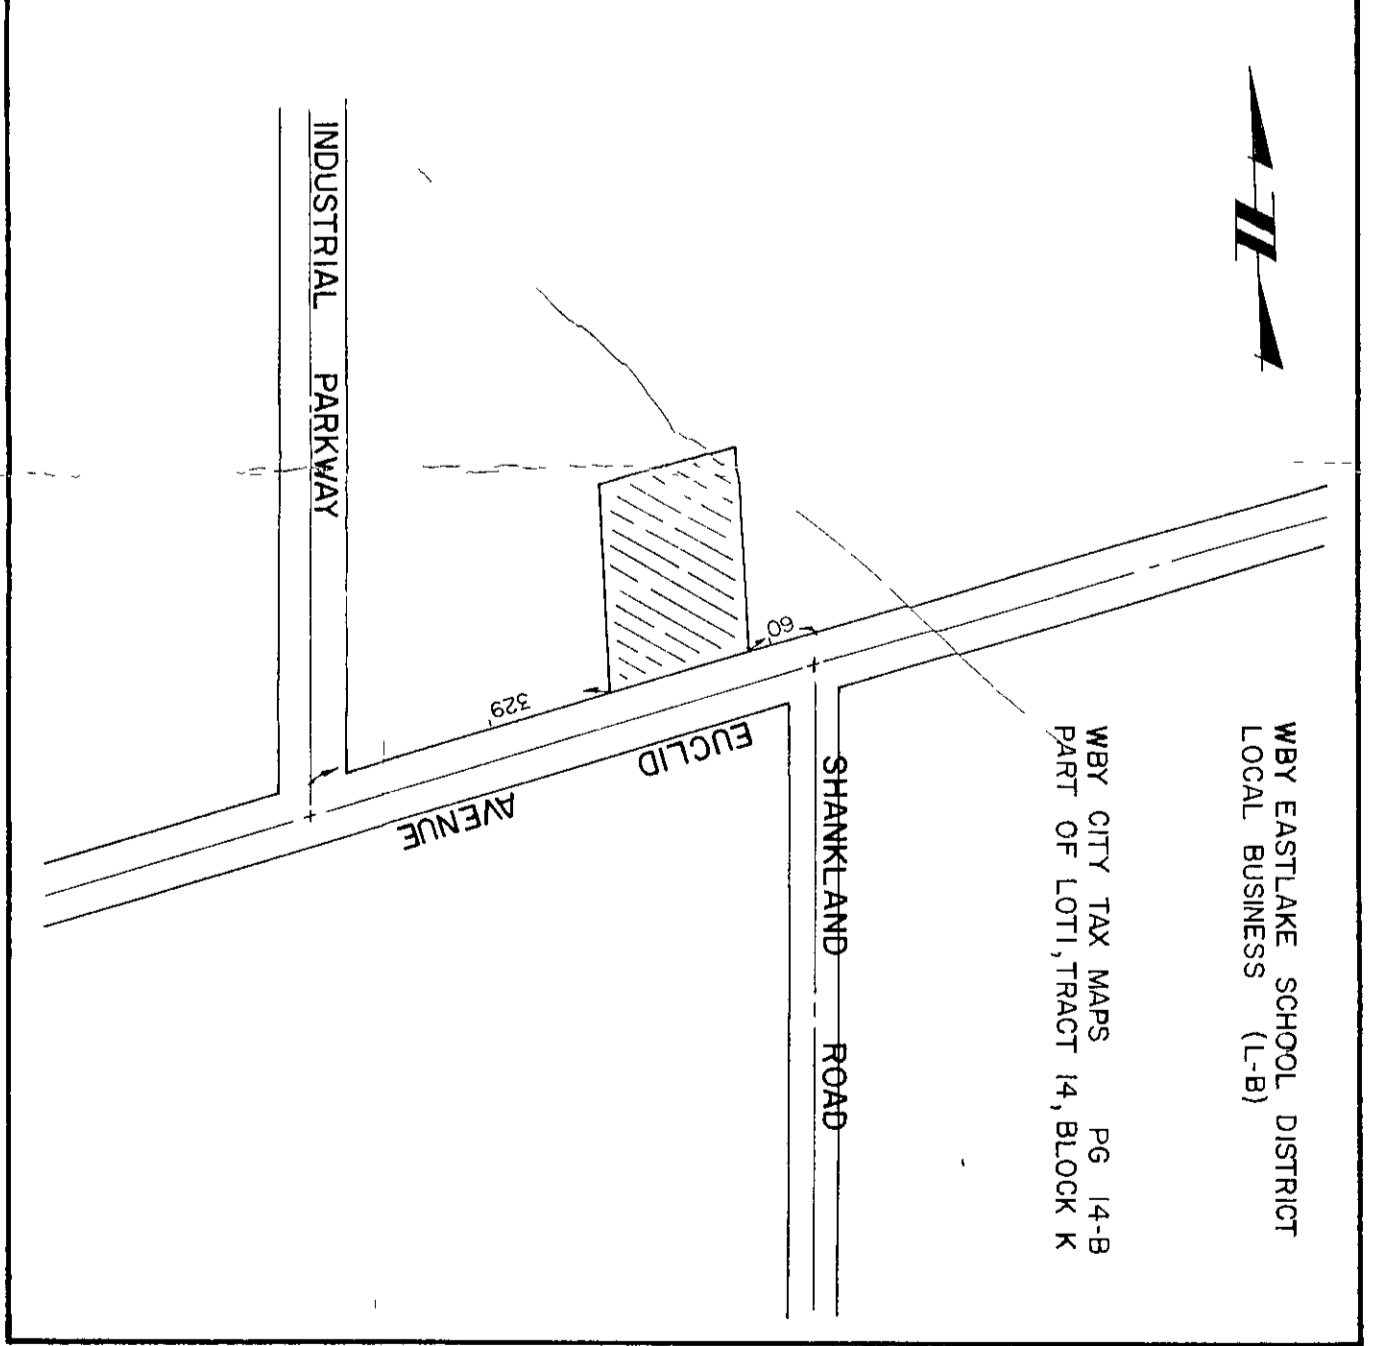 WBY EASTLAKE SCHOOL DISTRICT
LOCAL BUSINESS (L-B)
WBY CITY TAX MAPS PG 14-B
PART OF LOT1, TRACT 14, BLOCK K
SHANKLAND ROAD
60'
EUCLID AVENUE
329'
INDUSTRIAL PARKWAY